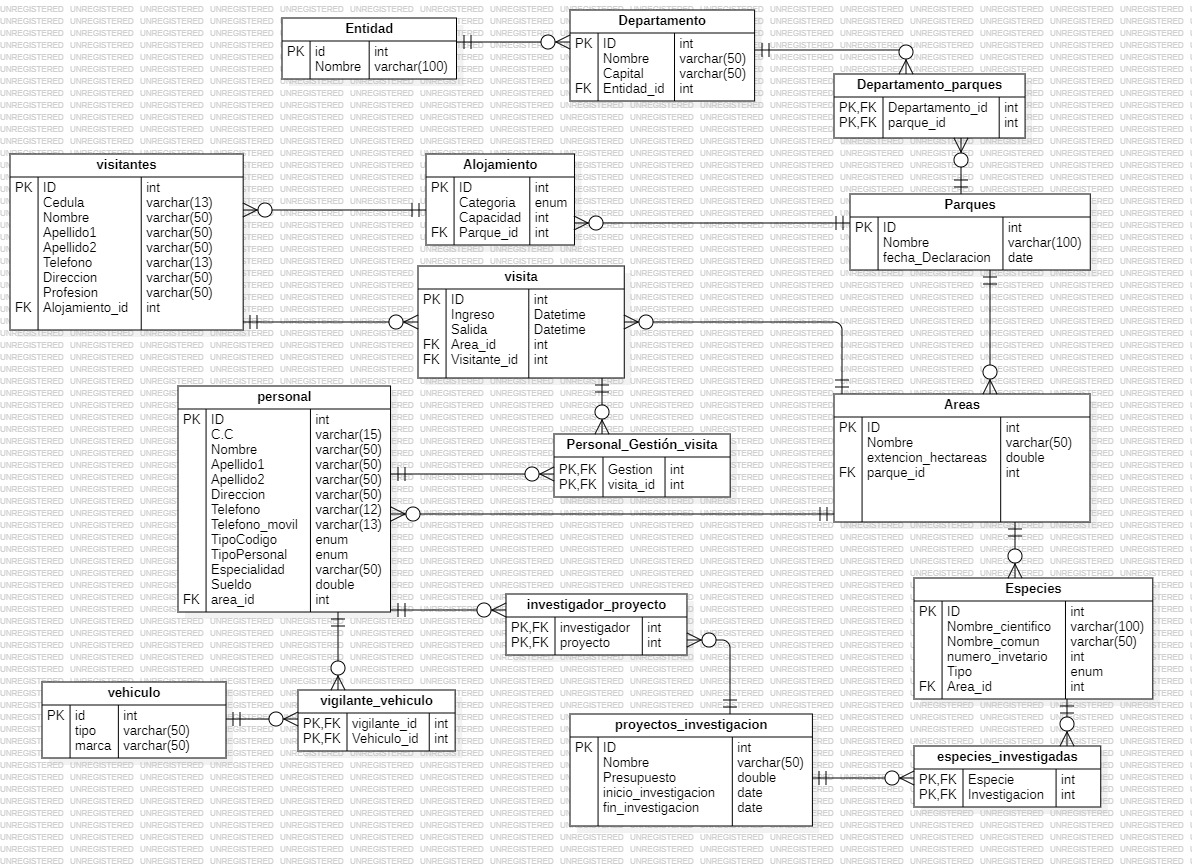 Entidad
PK id int
Nombre varchar(100)
Departamento
PK ID int
Nombre varchar(50)
Capital varchar(50)
FK Entidad_id int
Departamento_parques
PK,FK Departamento_id int
PK,FK parque_id int
visitantes
PK ID int
Cedula varchar(13)
Nombre varchar(50)
Apellido1 varchar(50)
Apellido2 varchar(50)
Telefono varchar(13)
Direccion varchar(50)
Profesion varchar(50)
FK Alojamiento_id int
Alojamiento
PK ID int
Categoria enum
Capacidad int
FK Parque_id int
Parques
PK ID int
Nombre varchar(100)
fecha_Declaracion date
visita
PK ID int
Ingreso Datetime
Salida Datetime
FK Area_id int
FK Visitante_id int
personal
PK ID int
C.C varchar(15)
Nombre varchar(50)
Apellido1 varchar(50)
Apellido2 varchar(50)
Direccion varchar(50)
Telefono varchar(12)
Telefono_movil varchar(13)
TipoCodigo enum
TipoPersonal enum
Especialidad varchar(50)
Sueldo double
FK area_id int
Personal_Gestión_visita
PK,FK Gestion int
PK,FK visita_id int
Areas
PK ID int
Nombre varchar(50)
extencion_hectareas double
FK parque_id int
Especies
PK ID int
Nombre_cientifico varchar(100)
Nombre_comun varchar(50)
numero_invetario int
Tipo enum
FK Area_id int
investigador_proyecto
PK,FK investigador int
PK,FK proyecto int
vehiculo
PK id int
tipo varchar(50)
marca varchar(50)
vigilante_vehiculo
PK,FK vigilante_id int
PK,FK Vehiculo_id int
proyectos_investigacion
PK ID int
Nombre varchar(50)
Presupuesto double
inicio_investigacion date
fin_investigacion date
especies_investigadas
PK,FK Especie int
PK,FK Investigacion int
UNREGISTERED